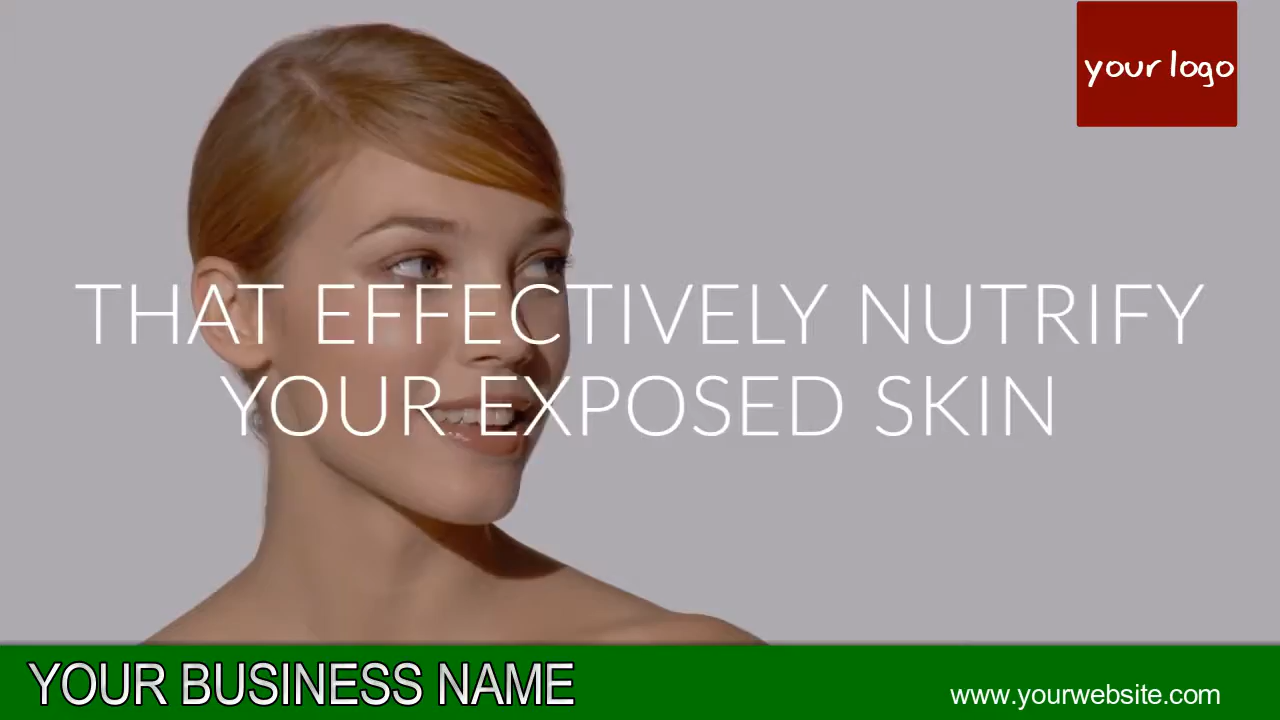 your logo
THAT EFFECTIVELY NUTRIFY
YOUR EXPOSED SKIN
YOUR BUSINESS NAME
www.yourwebsite.com